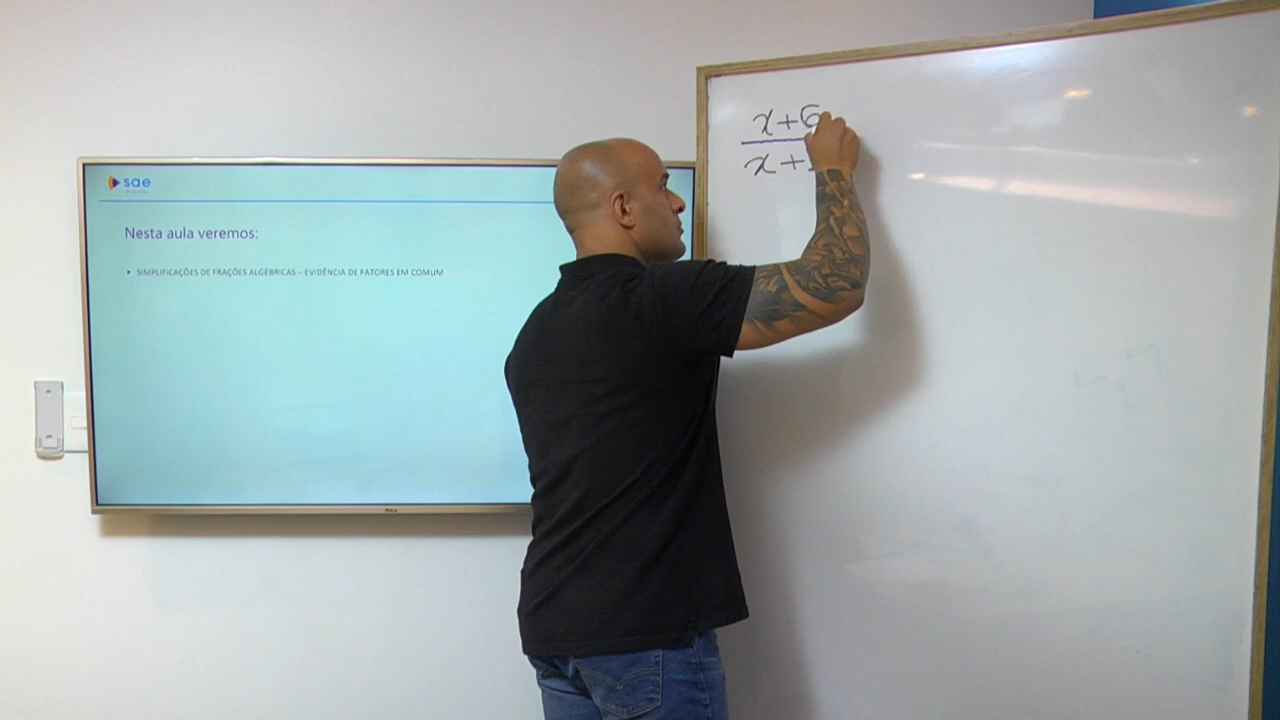 sae
Nesta aula veremos:
SIMPLIFICAÇÕES DE FRAÇÕES ALGÉBRICAS – EVIDÊNCIA DE FATORES EM COMUM
x+6
x+